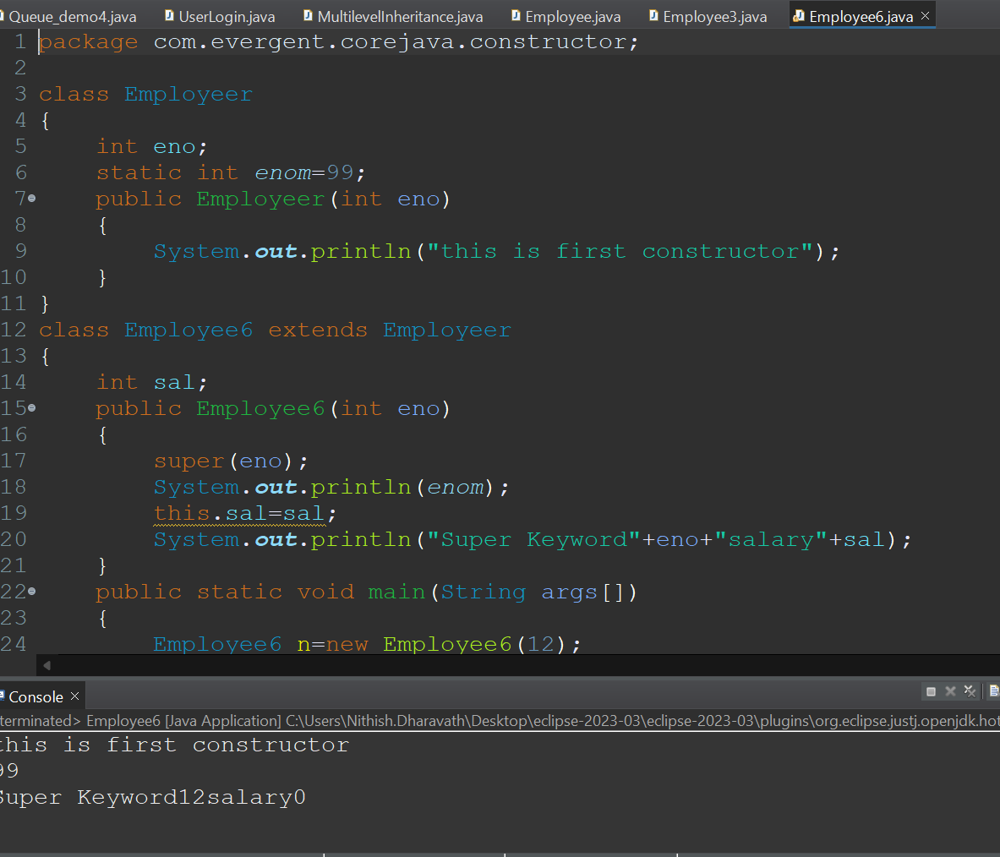 Queue_demo4.java UserLogin.java MultilevelInheritance.java Employee.java Employee3.java Employee6.java
1 package com.evergent.corejava.constructor;
2
3 class Employeer
4 {
5 int eno;
6 static int enom=99;
7 public Employeer(int eno)
8 {
9 System.out.println("this is first constructor");
10 }
11 }
12 class Employee6 extends Employeer
13 {
14 int sal;
15 public Employee6(int eno)
16 {
17 super(eno);
18 System.out.println(enom);
19 this.sal=sal;
20 System.out.println("Super Keyword"+eno+"salary"+sal);
21 }
22 public static void main(String args[])
23 {
24 Employee6 n=new Employee6(12);
Console
terminated> Employee6 [Java Application] C:\Users\Nithish.Dharavath\Desktop\eclipse-2023-03\eclipse-2023-03\plugins\org.eclipse.justj.openjdk.hot
this is first constructor
99
Super Keyword12salary0